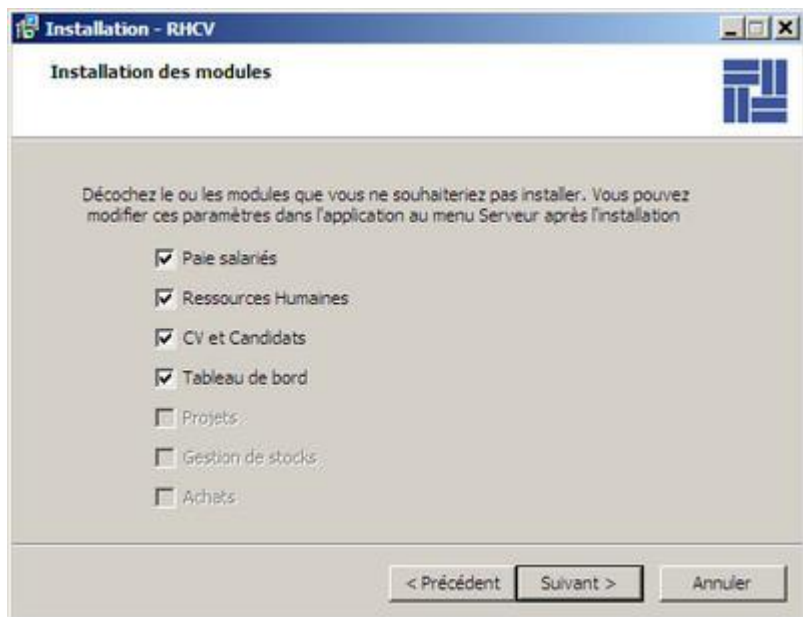 Installation - RHCV
Installation des modules
Décochez le ou les modules que vous ne souhaiteriez pas installer. Vous pouvez
modifier ces paramètres dans l'application au menu Serveur après l'installation
Paie salariés
Ressources Humaines
CV et Candidats
Tableau de bord
Projets
Gestion de stocks
Achats
< Précédent
Suivant >
Annuler